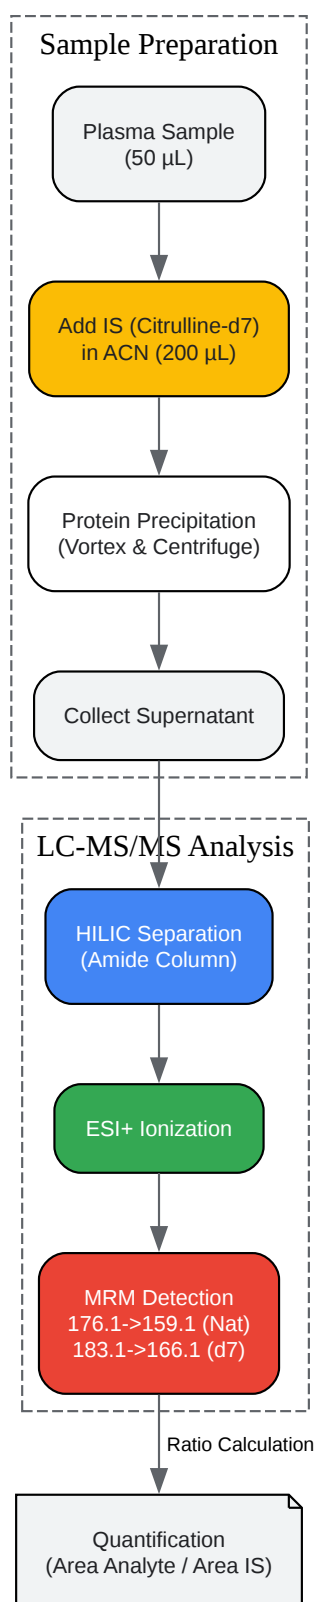 Sample Preparation
Plasma Sample
(50 µL)
Add IS (Citrulline-d7)
in ACN (200 µL)
Protein Precipitation
(Vortex & Centrifuge)
Collect Supernatant
LC-MS/MS Analysis
HILIC Separation
(Amide Column)
ESI+ Ionization
MRM Detection
176.1->159.1 (Nat)
183.1->166.1 (d7)
Ratio Calculation
Quantification
(Area Analyte / Area IS)